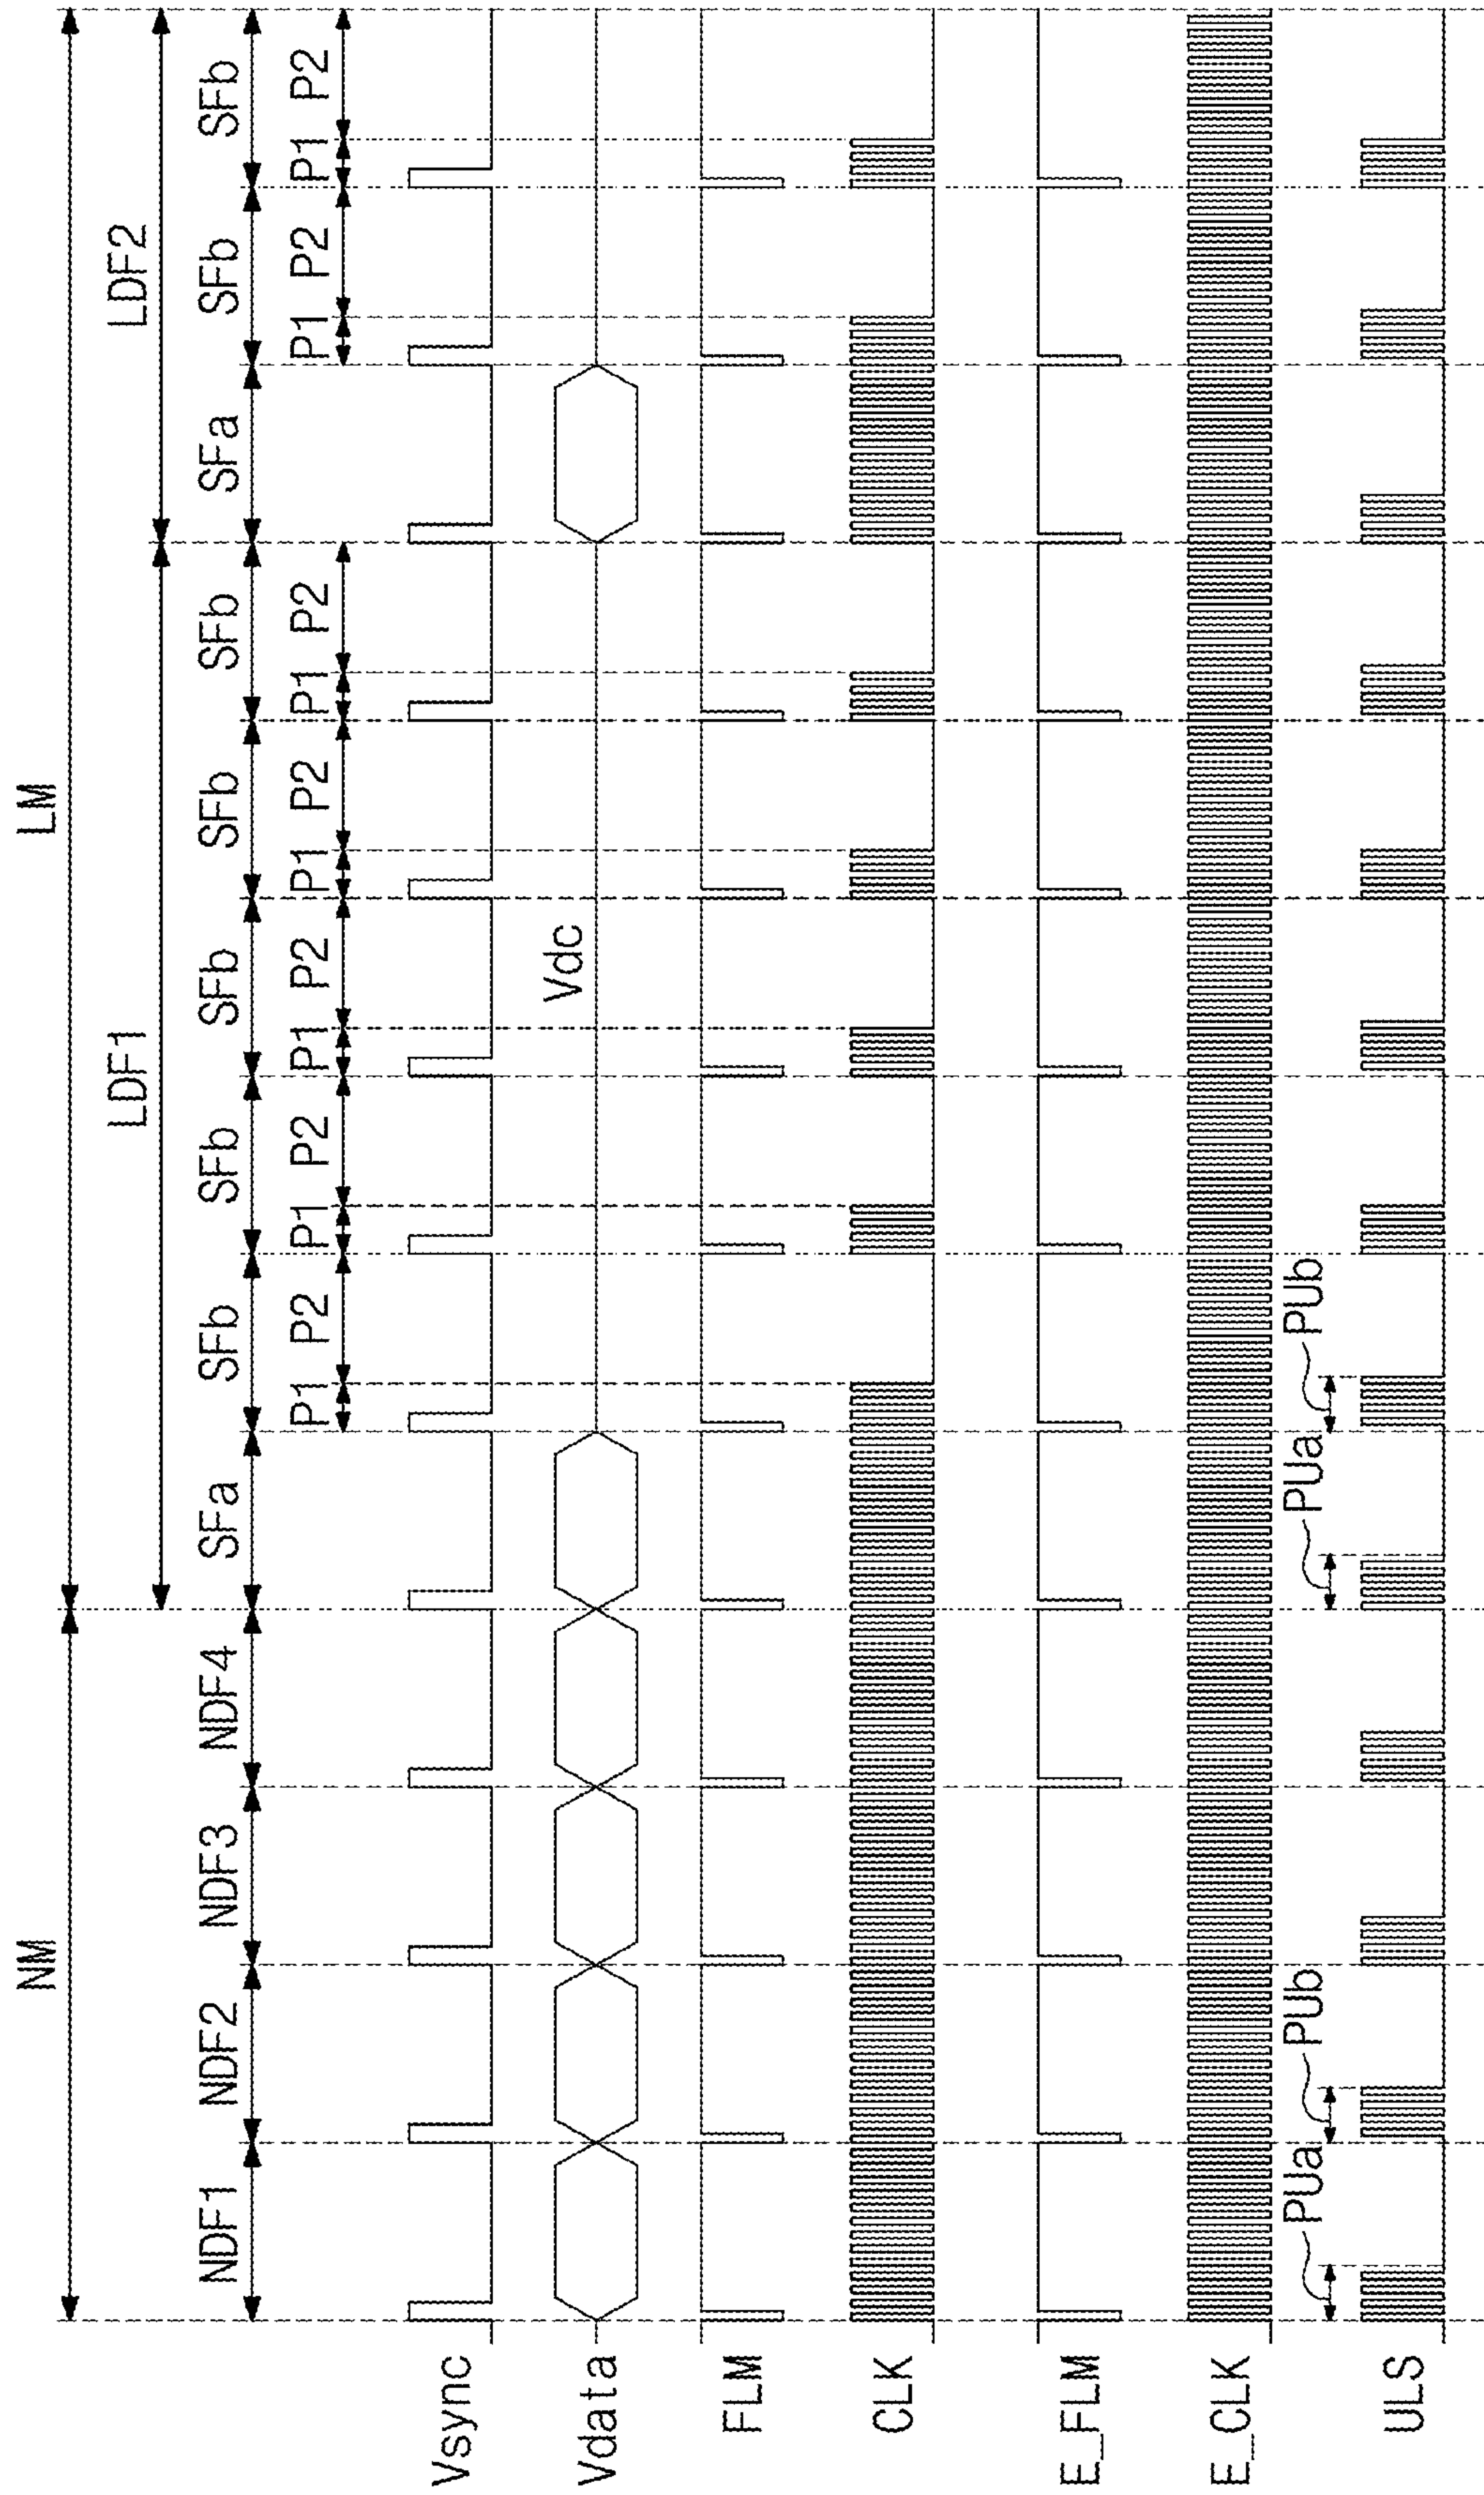 NM LM
LDF1 LDF2
NDF1 NDF2 NDF3 NDF4 SFa SFb SFb SFb SFb SFb SFa SFb SFb
P1 P2 P1 P2 P1 P2 P1 P2 P1 P2 P1 P2 P1 P2
Vsync
Vdc
Vdata
FLM
CLK
E_FLM
E_CLK
PUa PUb PUa PUb
ULS